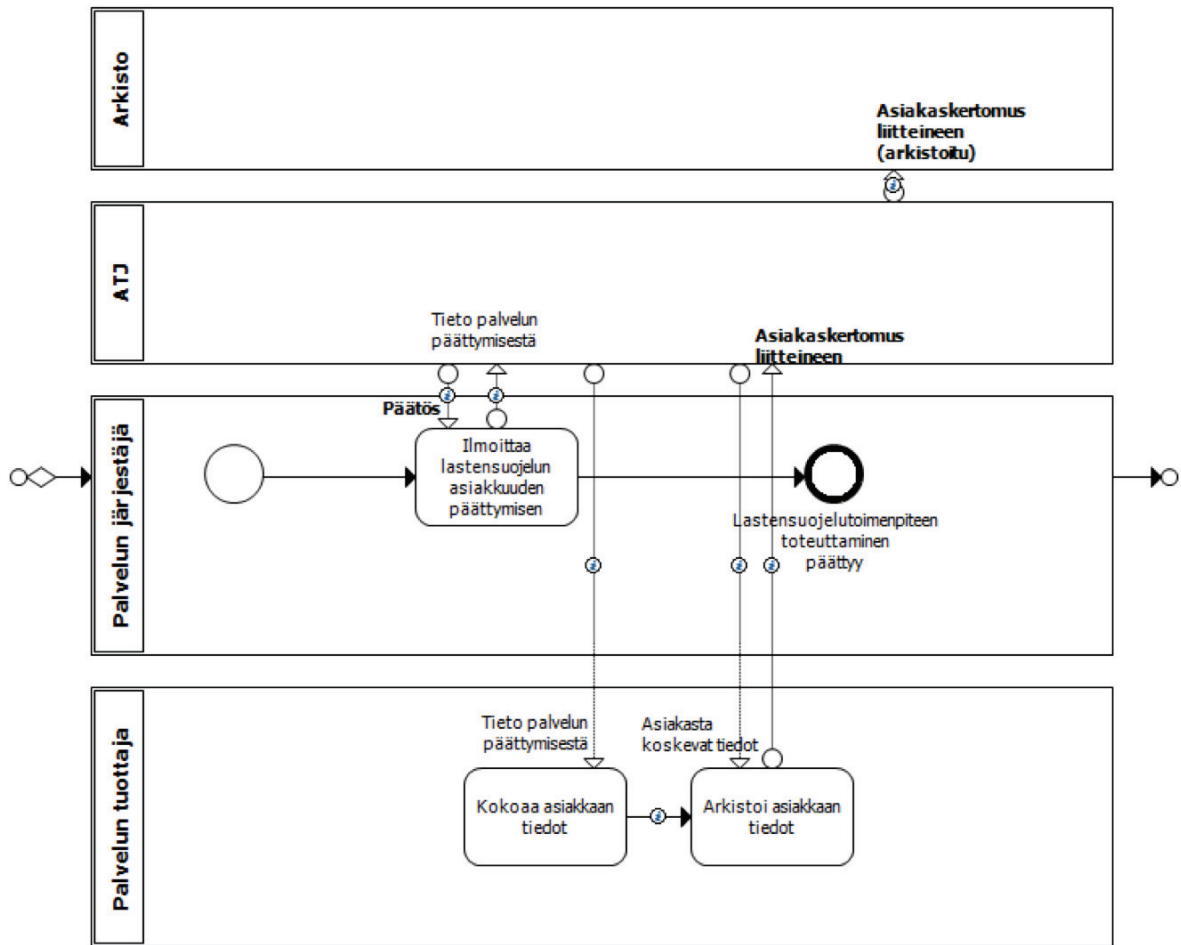 Arkisto
Asiakaskertomus
liitteineen
(arkistoitu)
ATJ
Tieto palvelun
päättymisestä
Asiakaskertomus
liitteineen
Palvelun järjestäjä
Päätös
Ilmoittaa
lastensuojelun
asiakkuuden
päättymisen
Lastensuojelutoimenpiteen
toteuttaminen
päättyy
Palvelun tuottaja
Tieto palvelun
päättymisestä
Asiakasta
koskevat tiedot
Kokoaa asiakkaan
tiedot
Arkistoi asiakkaan
tiedot